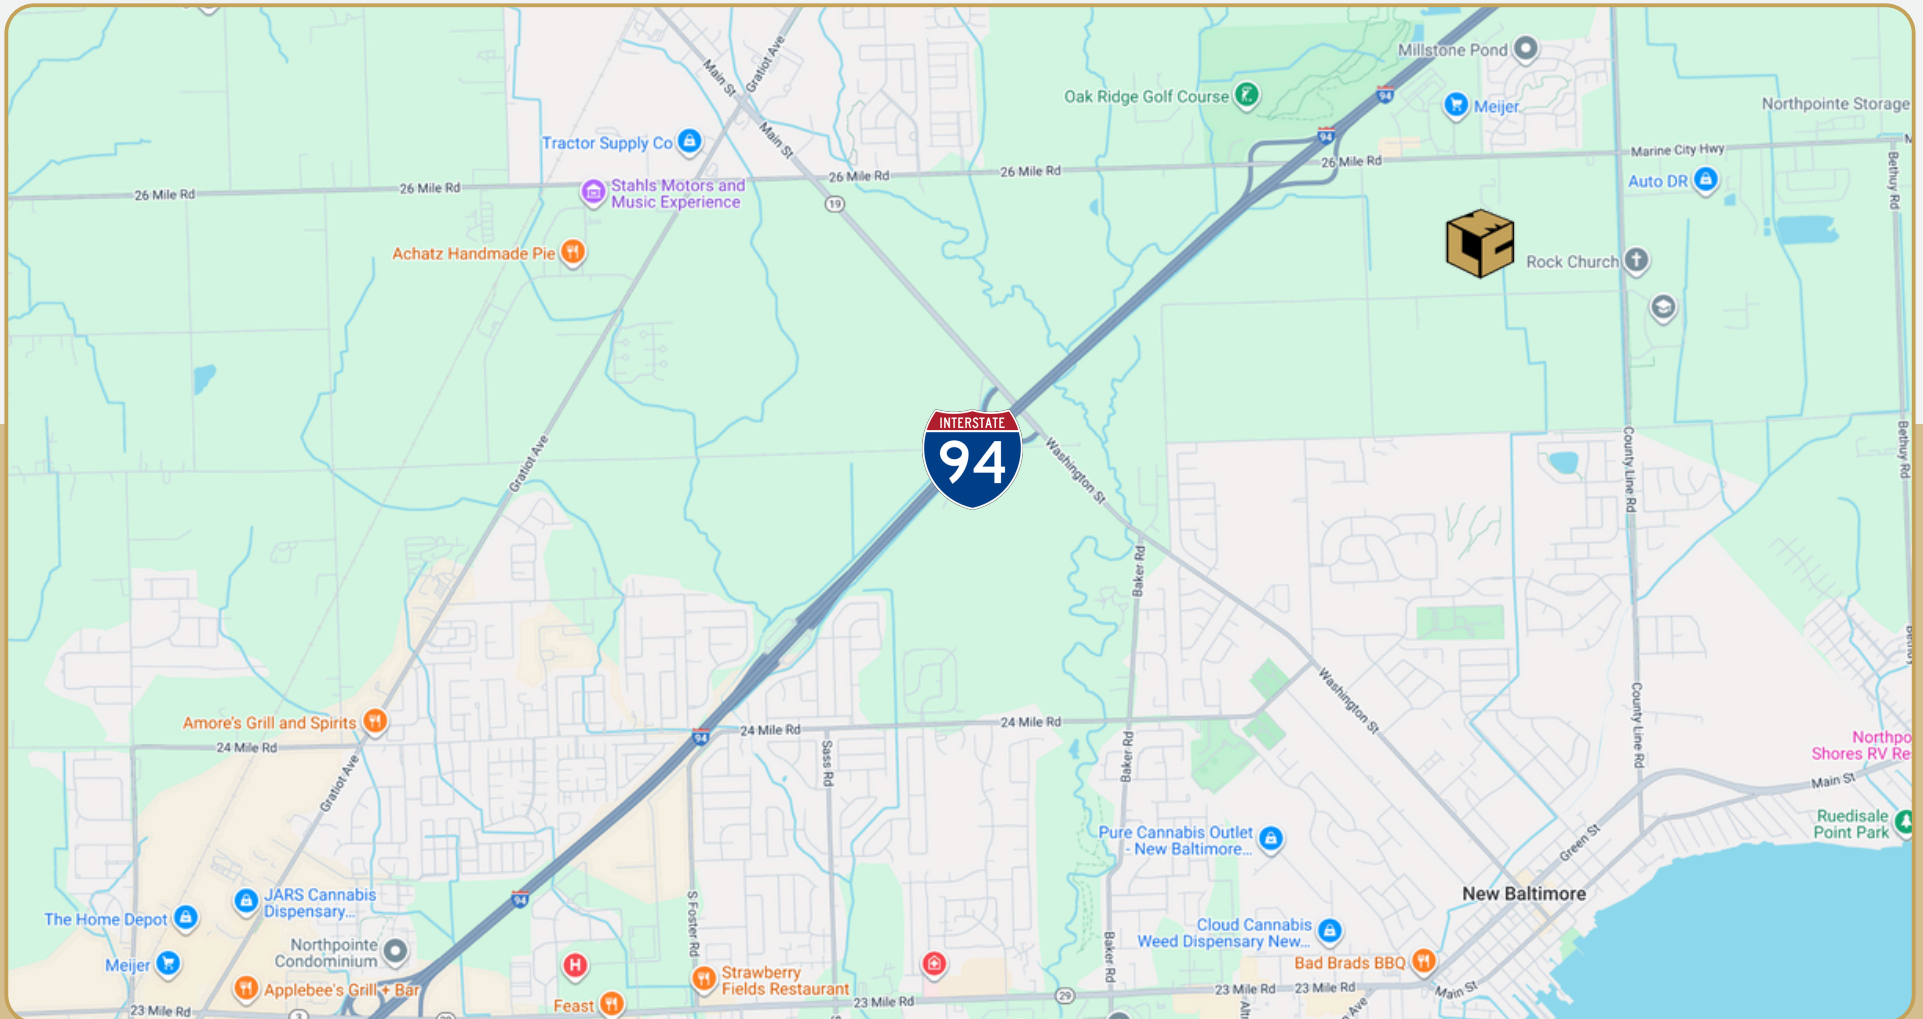 Main St
Gratiot Ave
Millstone Pond
Oak Ridge Golf Course
94
Meijer
Northpointe Storage
Tractor Supply Co
Main St
94
26 Mile Rd
Marine City Hwy
26 Mile Rd
26 Mile Rd
Stahls Motors and
Music Experience
26 Mile Rd
26 Mile Rd
19
Auto DR
Bethuy Rd
Achatz Handmade Pie
Rock Church
INTERSTATE
94
Gratiot Ave
Washington St
County Line Rd
Bethuy Rd
Baker Rd
Amore's Grill and Spirits
24 Mile Rd
94
24 Mile Rd
24 Mile Rd
Sass Rd
Baker Rd
Washington St
County Line Rd
Northpo
Shores RV Re
Main St
Gratiot Ave
Ruedisale
Point Park
Pure Cannabis Outlet
- New Baltimore...
Green St
JARS Cannabis
Dispensary...
The Home Depot
94
S Foster Rd
New Baltimore
Northpointe
Condominium
Meijer
H
Cloud Cannabis
Weed Dispensary New...
Baker Rd
Bad Brads BBQ
Applebee's Grill + Bar
Strawberry
Fields Restaurant
Feast
23 Mile Rd
29
23 Mile Rd
23 Mile Rd
Main St
23 Mile Rd
3